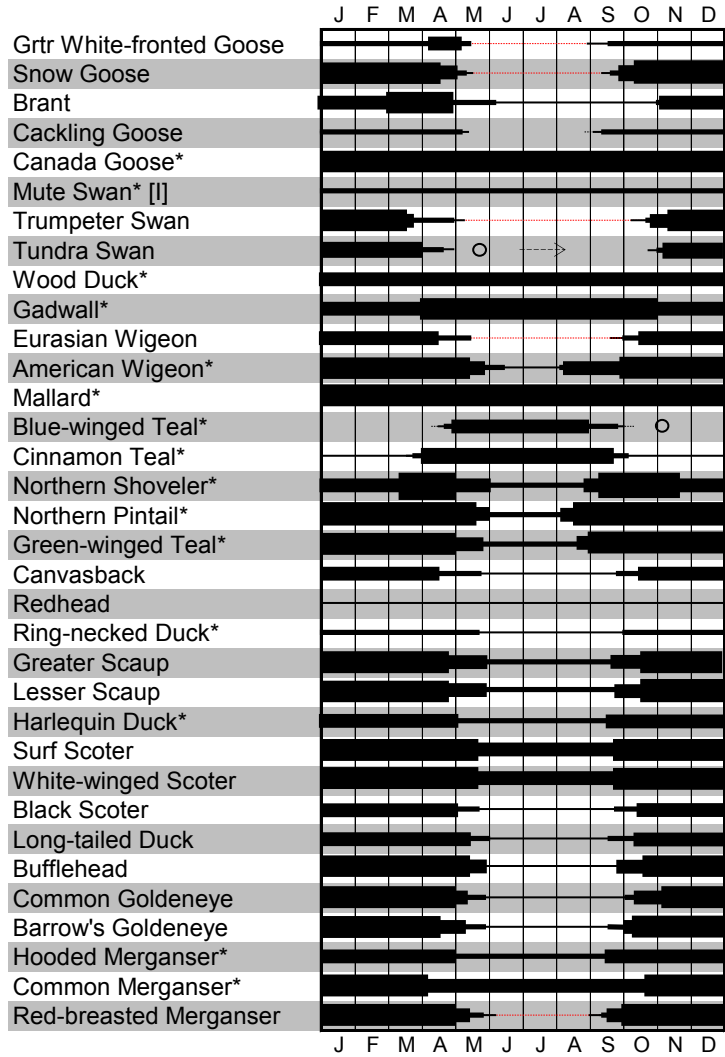 J F M A M J J A S O N D
Grtr White-fronted Goose
Snow Goose
Brant
Cackling Goose
Canada Goose*
Mute Swan* [I]
Trumpeter Swan
Tundra Swan
Wood Duck*
Gadwall*
Eurasian Wigeon
American Wigeon*
Mallard*
Blue-winged Teal*
Cinnamon Teal*
Northern Shoveler*
Northern Pintail*
Green-winged Teal*
Canvasback
Redhead
Ring-necked Duck*
Greater Scaup
Lesser Scaup
Harlequin Duck*
Surf Scoter
White-winged Scoter
Black Scoter
Long-tailed Duck
Bufflehead
Common Goldeneye
Barrow's Goldeneye
Hooded Merganser*
Common Merganser*
Red-breasted Merganser
J F M A M J J A S O N D